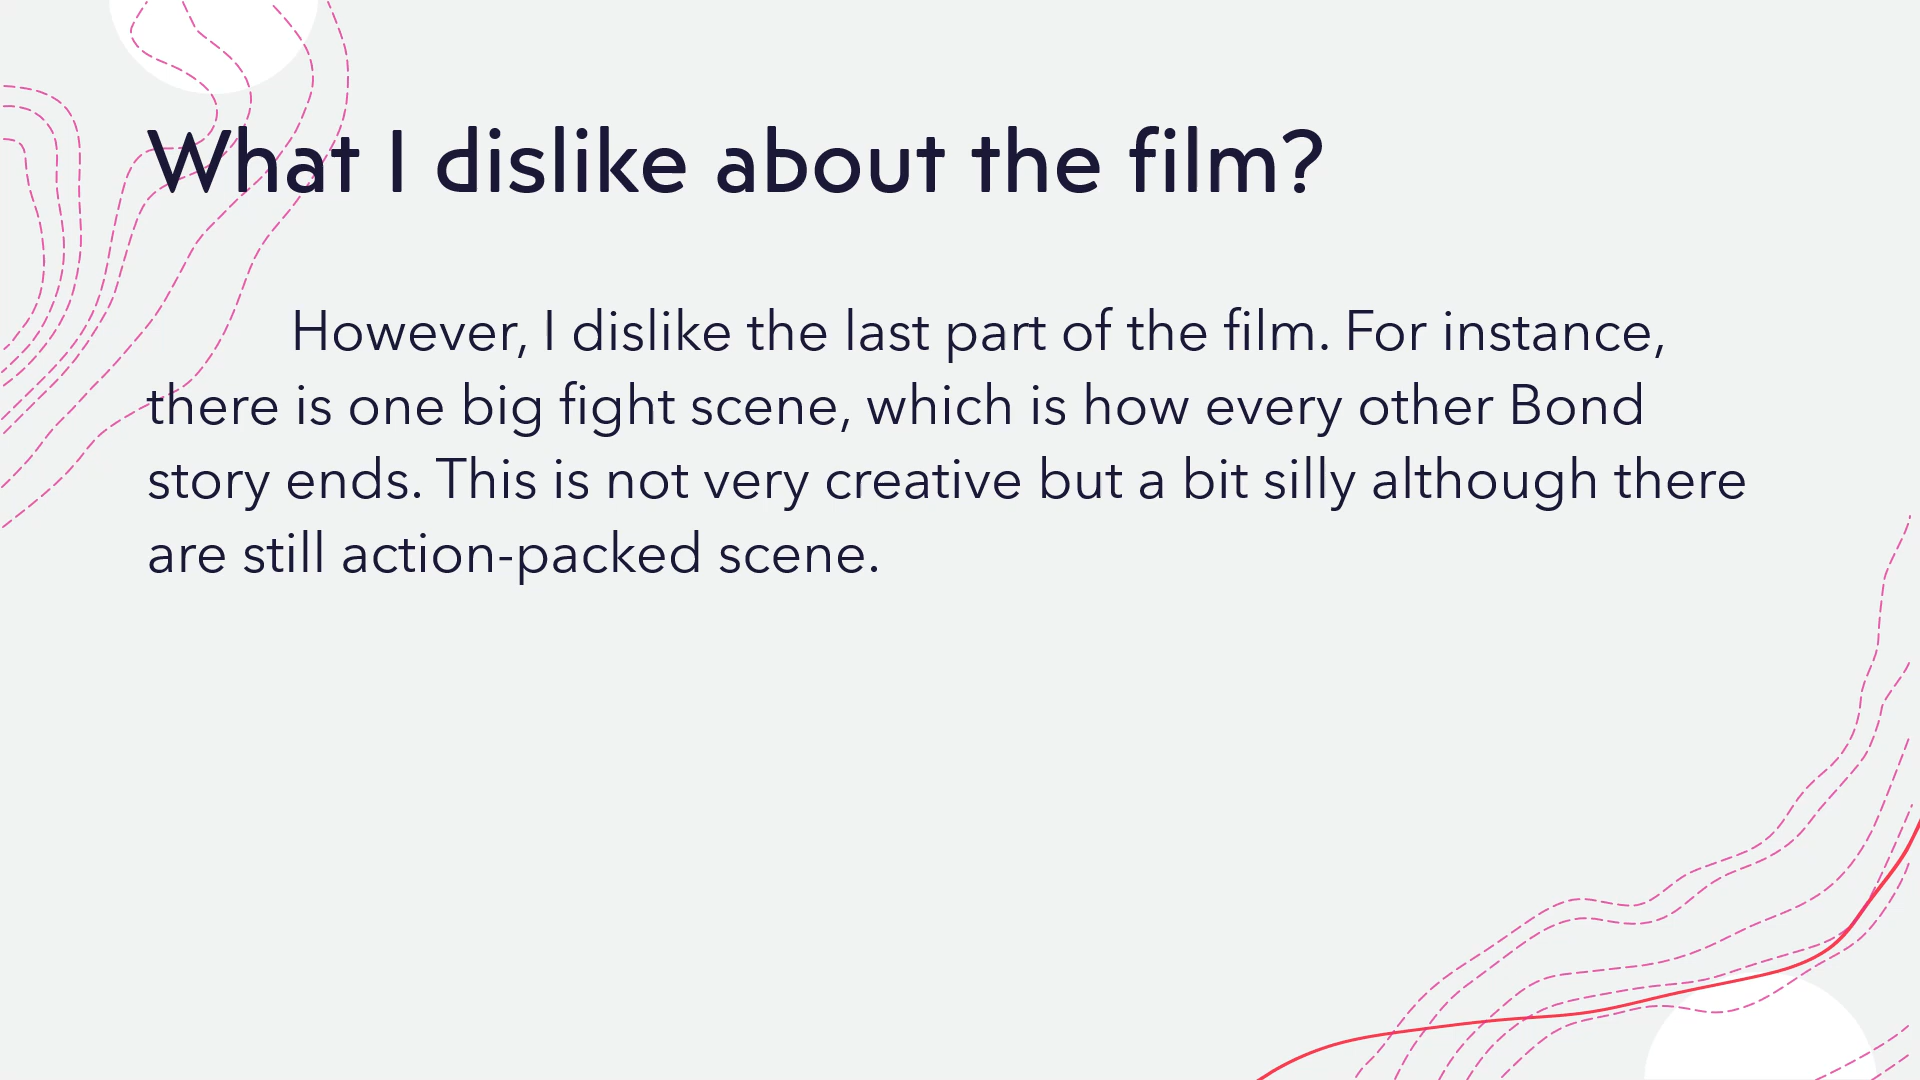 What I dislike about the film?
However, I dislike the last part of the film. For instance,
there is one big fight scene, which is how every other Bond
story ends. This is not very creative but a bit silly although there
are still action-packed scene.